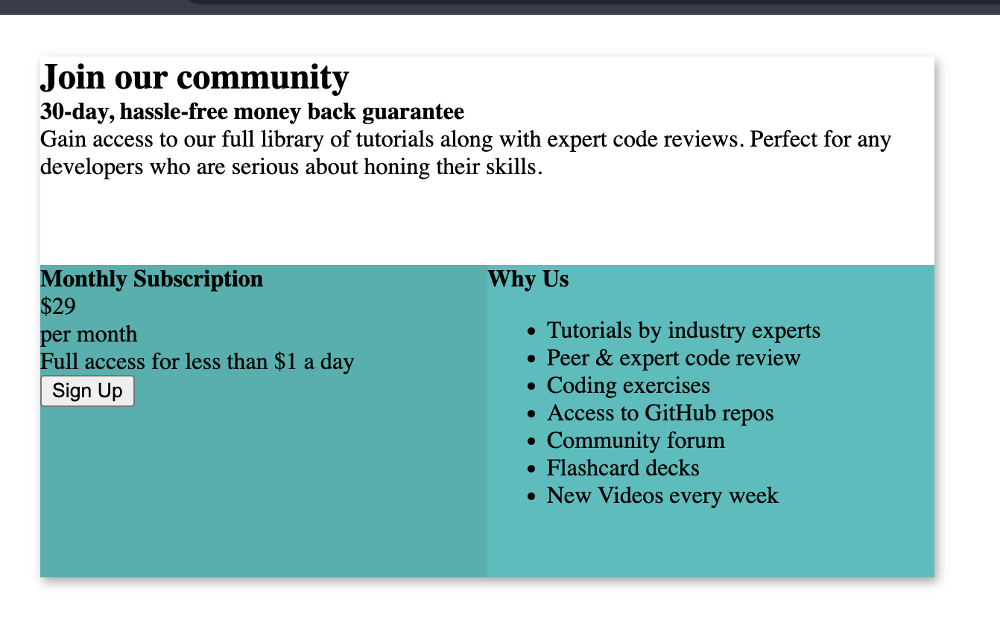 Join our community
30-day, hassle-free money back guarantee
Gain access to our full library of tutorials along with expert code reviews. Perfect for any
developers who are serious about honing their skills.
Monthly Subscription
$29
per month
Full access for less than $1 a day
Sign Up
Why Us
Tutorials by industry experts
Peer & expert code review
Coding exercises
Access to GitHub repos
Community forum
Flashcard decks
New Videos every week